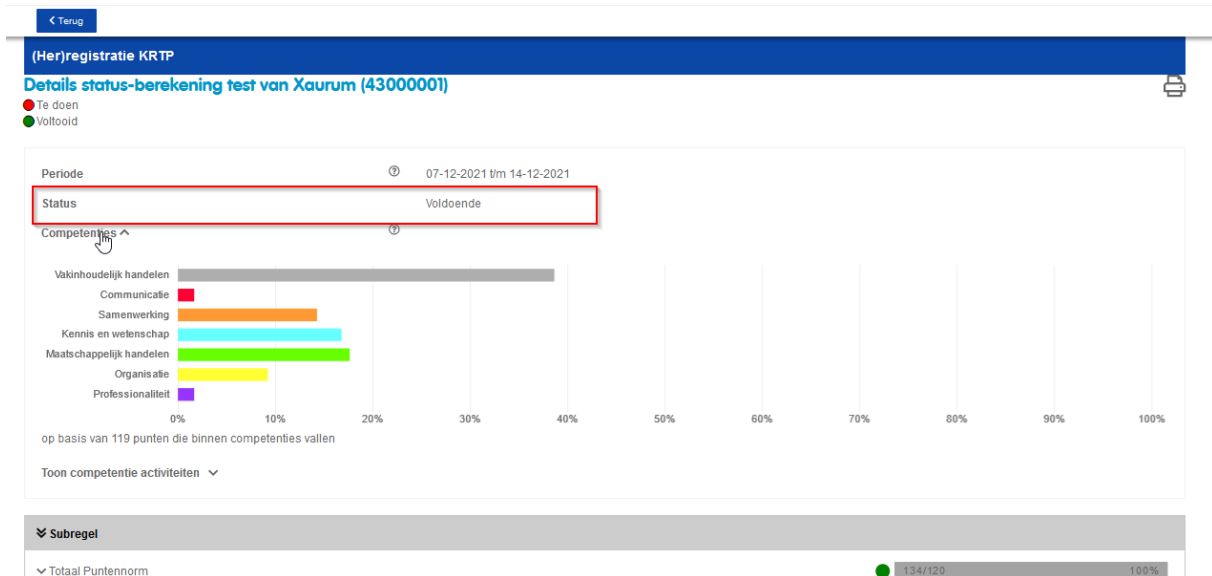 Terug
(Her)registratie KRTP
Details status-berekening test van Xaurum (43000001)
Te doen
Voltooid
Periode ? 07-12-2021 t/m 14-12-2021
Status Voldoende
Competenties ?
Vakinhoudelijk handelen
Communicatie
Samenwerking
Kennis en wetenschap
Maatschappelijk handelen
Organisatie
Professionaliteit
0% 10% 20% 30% 40% 50% 60% 70% 80% 90% 100%
op basis van 119 punten die binnen competenties vallen
Toon competentie activiteiten
Subregel
Totaal Puntennorm 134/120 100%